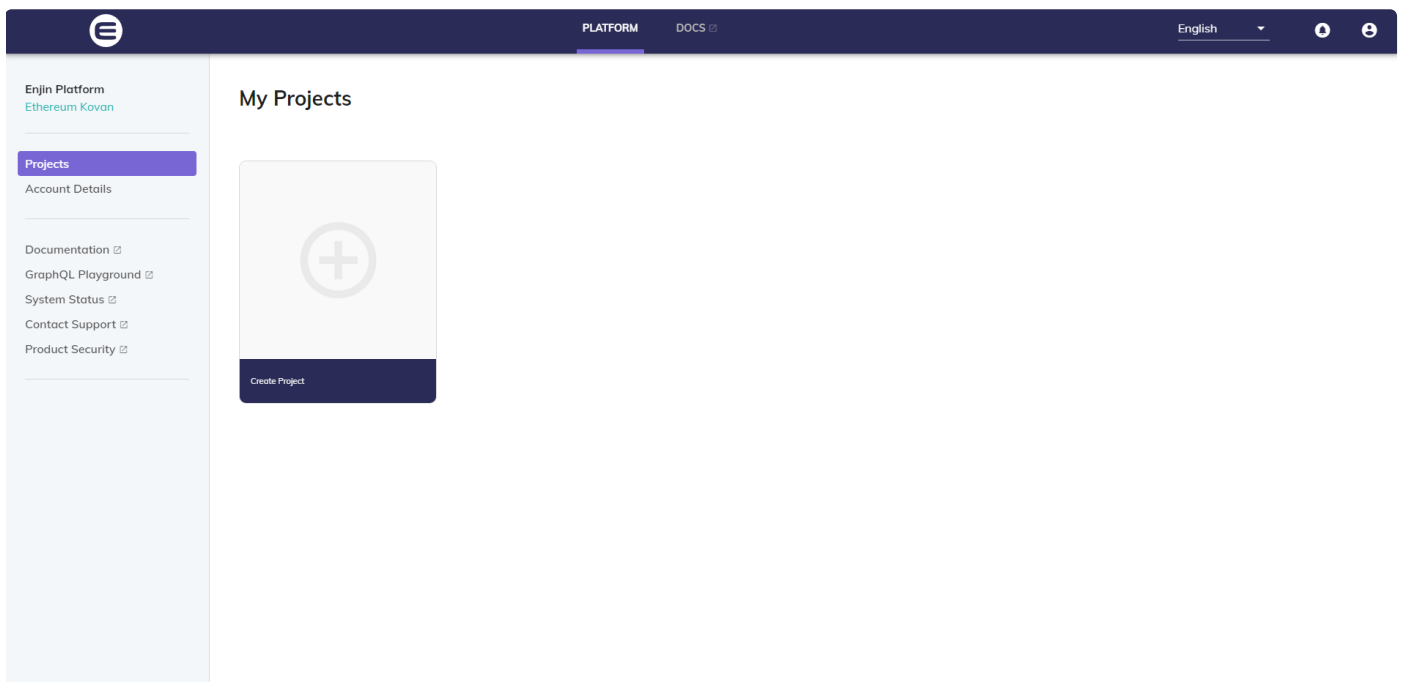 PLATFORM
DOCS
English
Enjin Platform
Ethereum Kovan
My Projects
Projects
Account Details
Documentation
GraphQL Playground
System Status
Contact Support
Product Security
Create Project